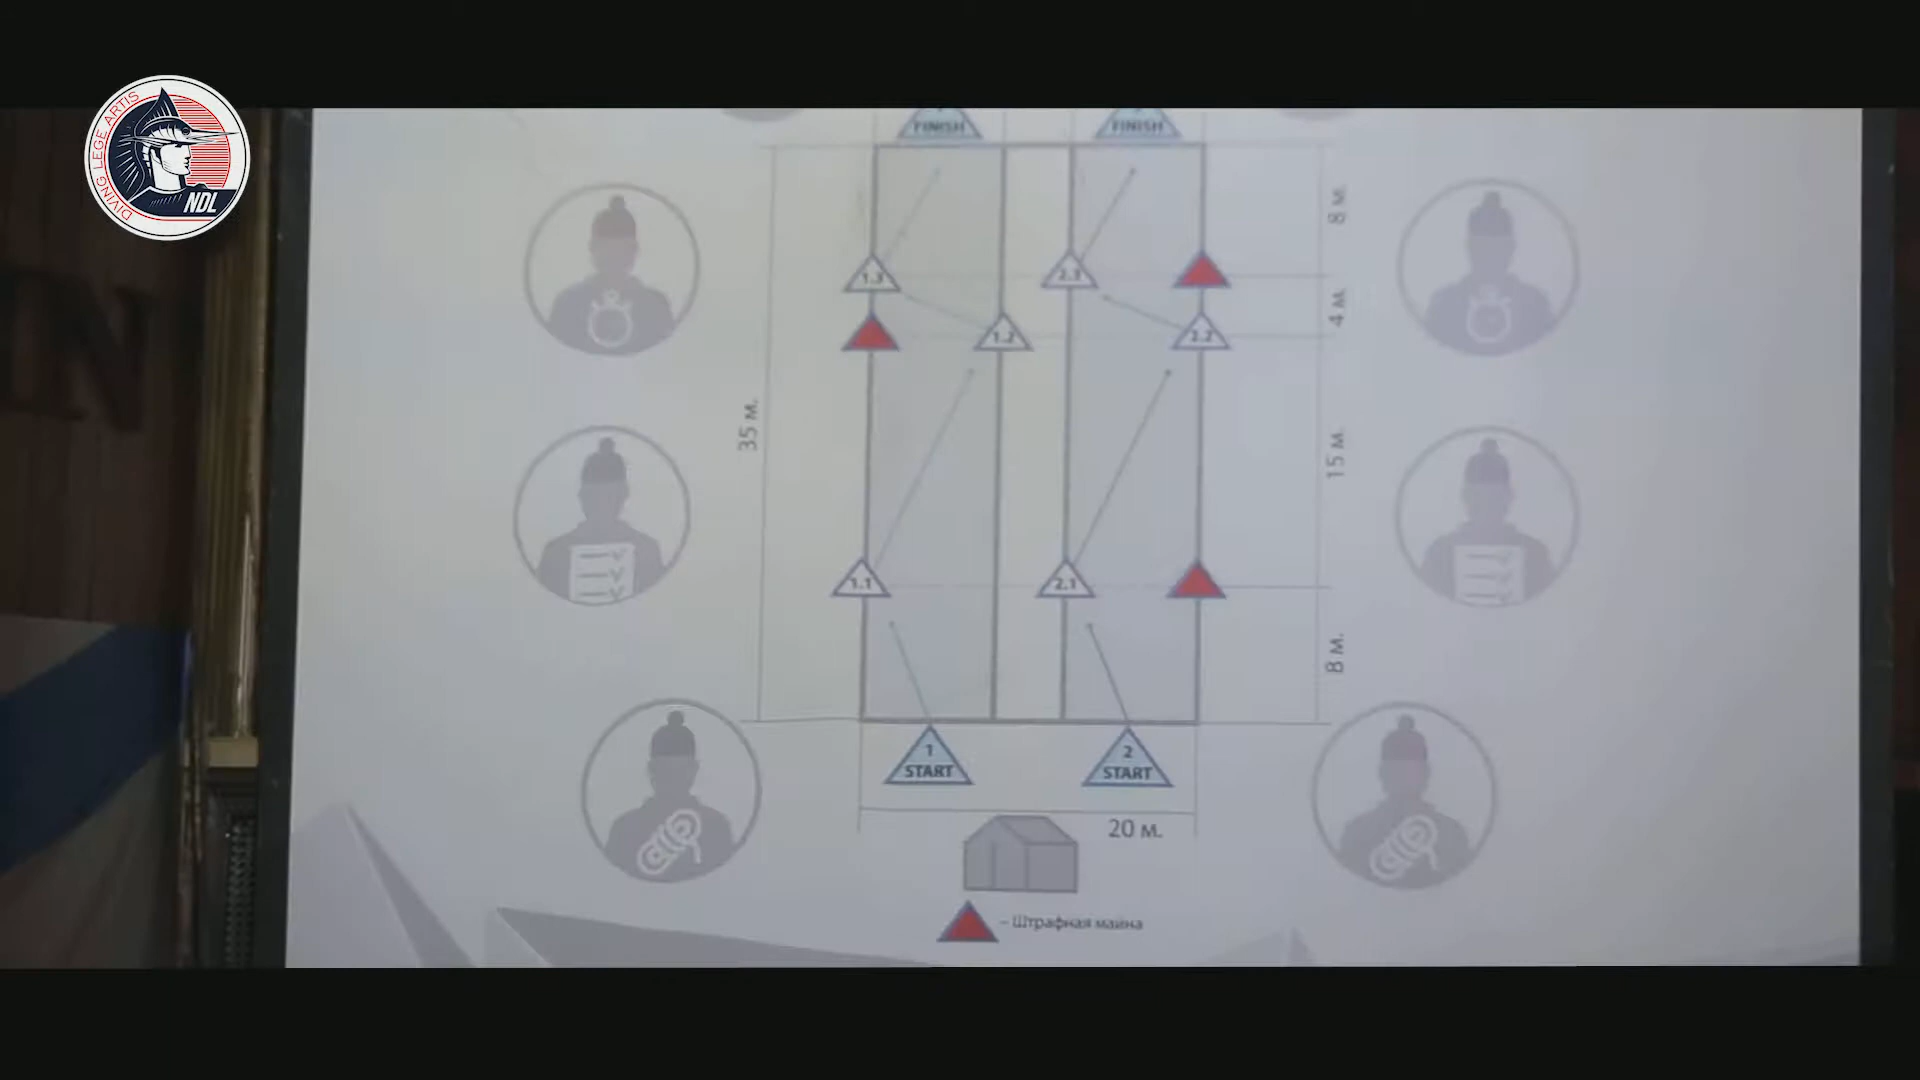 DIVING LEGE ARTIS
NDL
FINISH
FINISH
8 м.
1.3
2.3
4 м.
1.2
2.2
35 м.
15 м.
1.1
2.1
8 м.
1
START
2
START
20 м.
– Штрафная майна